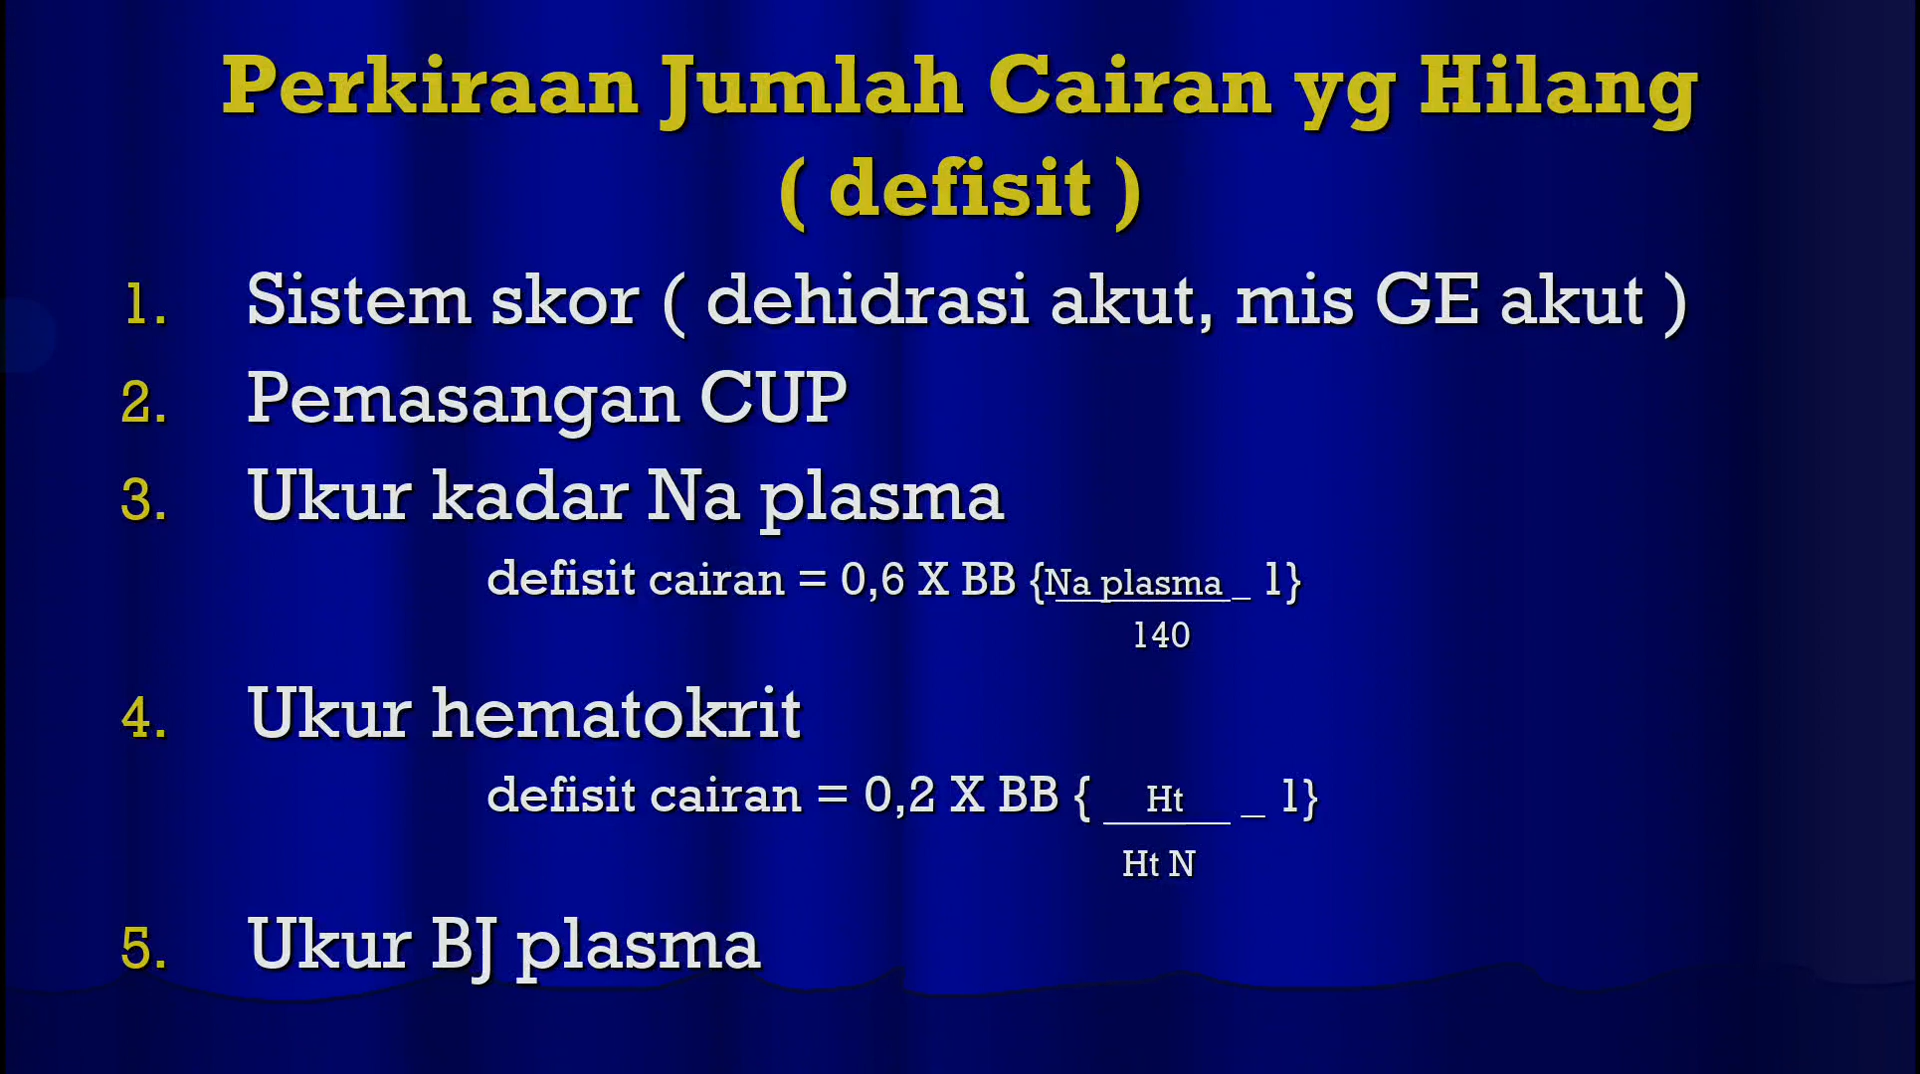 Perkiraan Jumlah Cairan yg Hilang
( defisit )
1. Sistem skor ( dehidrasi akut, mis GE akut )
2. Pemasangan CUP
3. Ukur kadar Na plasma
defisit cairan = 0,6 X BB {Na plasma _ 1}
140
4. Ukur hematokrit
defisit cairan = 0,2 X BB { Ht _ 1}
Ht N
5. Ukur BJ plasma